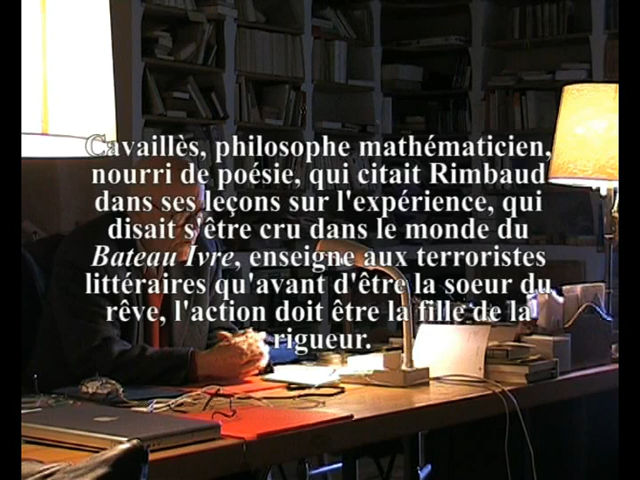 Cavaillès, philosophe mathématicien,
nourri de poésie, qui citait Rimbaud
dans ses leçons sur l'expérience, qui
disait s'être cru dans le monde du
Bateau Ivre, enseigne aux terroristes
littéraires qu'avant d'être la soeur du
rêve, l'action doit être la fille de la
rigueur.